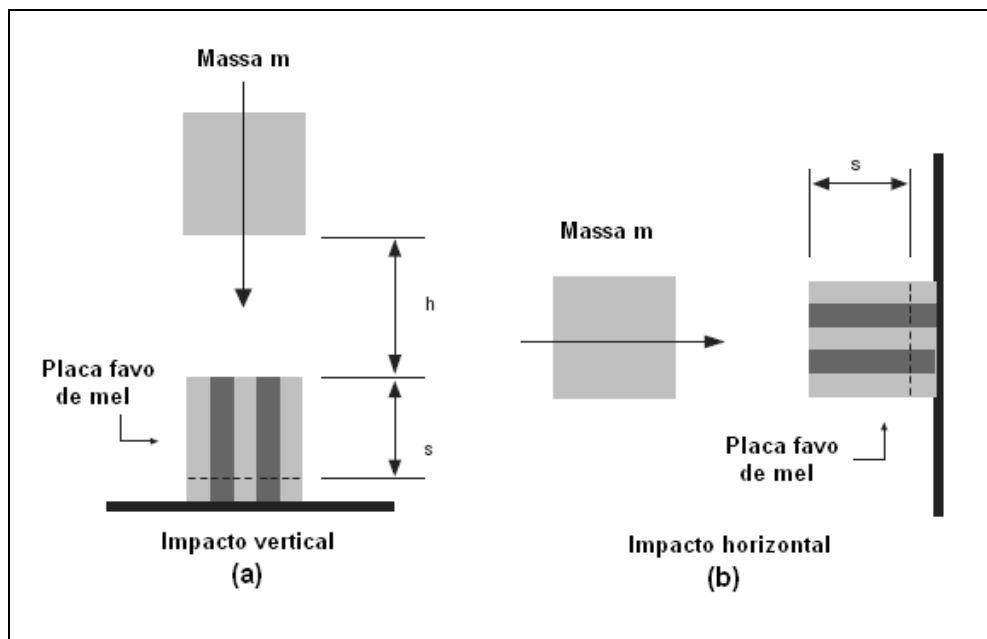 Massa m
h
Placa favo
de mel
s
Impacto vertical
(a)
s
Massa m
Placa favo
de mel
Impacto horizontal
(b)